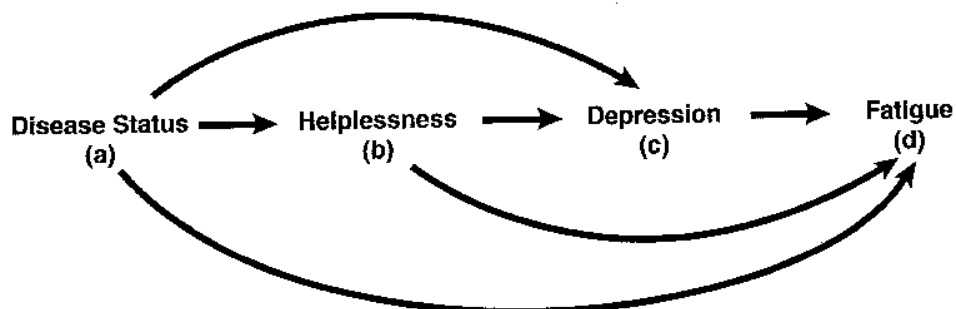 Disease Status
(a)
Helplessness
(b)
Depression
(c)
Fatigue
(d)